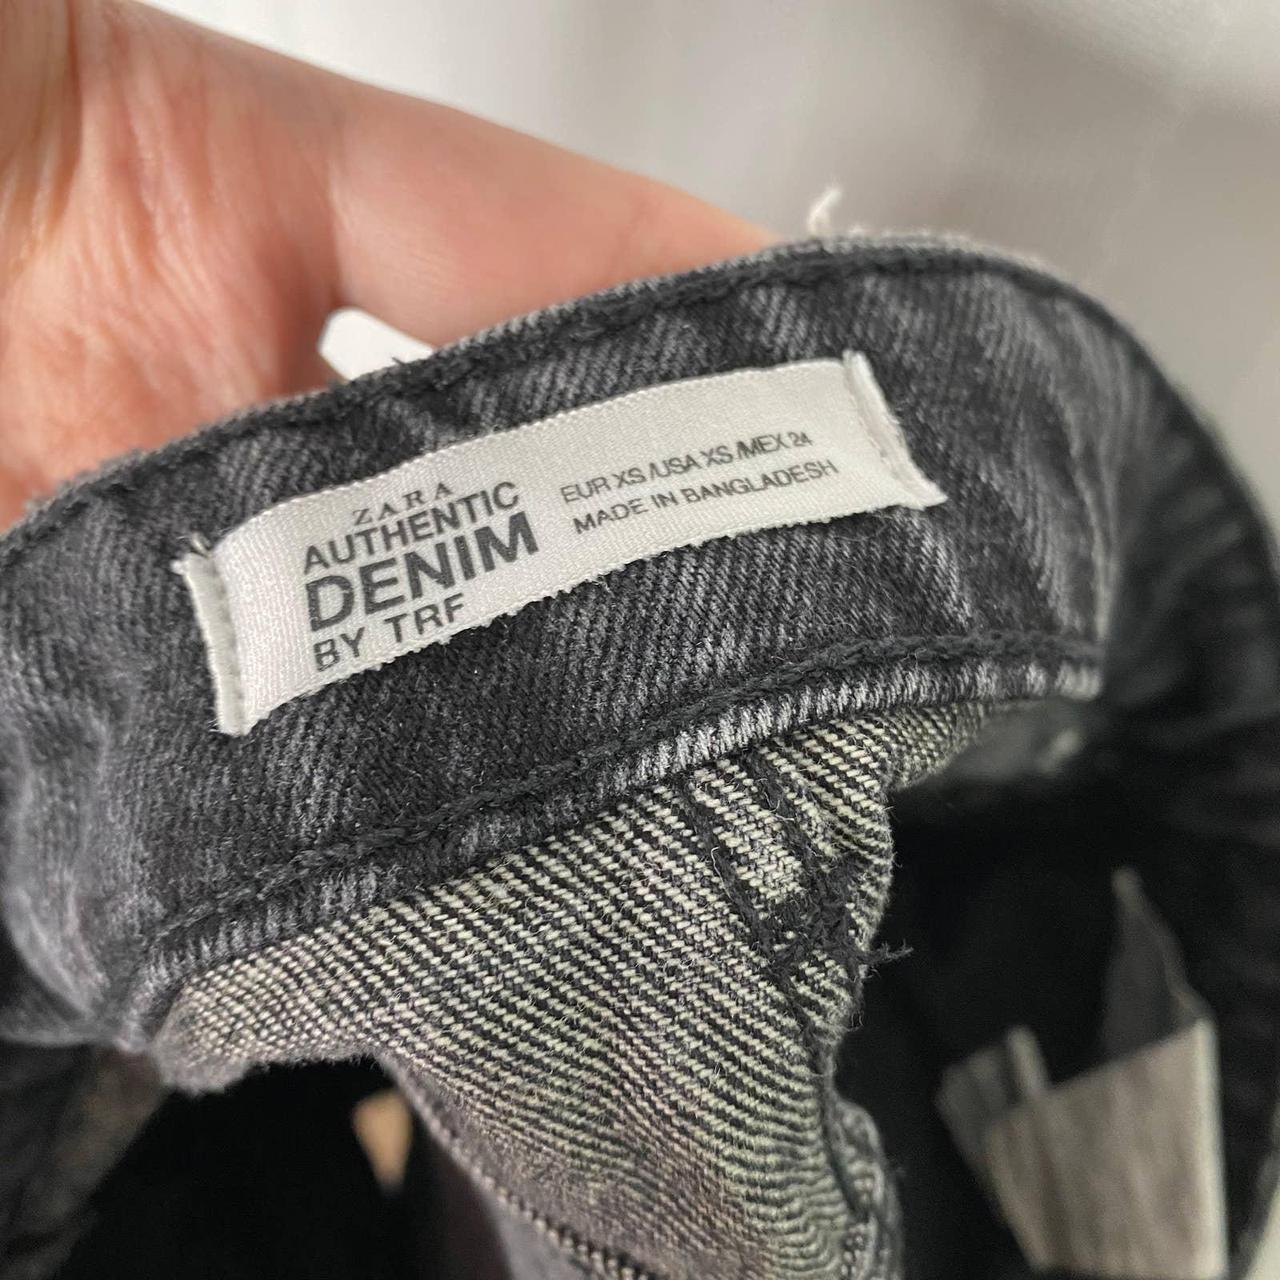 ZARA
AUTHENTIC
DENIM
BY TRF
EUR XS/USA XS/MEX 24
MADE IN BANGLADESH